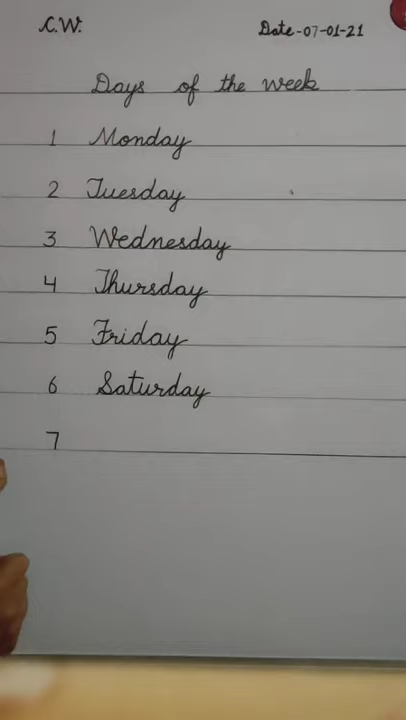 C.W. Date-07-01-21
Days of the week
1 Monday
2 Tuesday
3 Wednesday
4 Thursday
5 Friday
6 Saturday
7